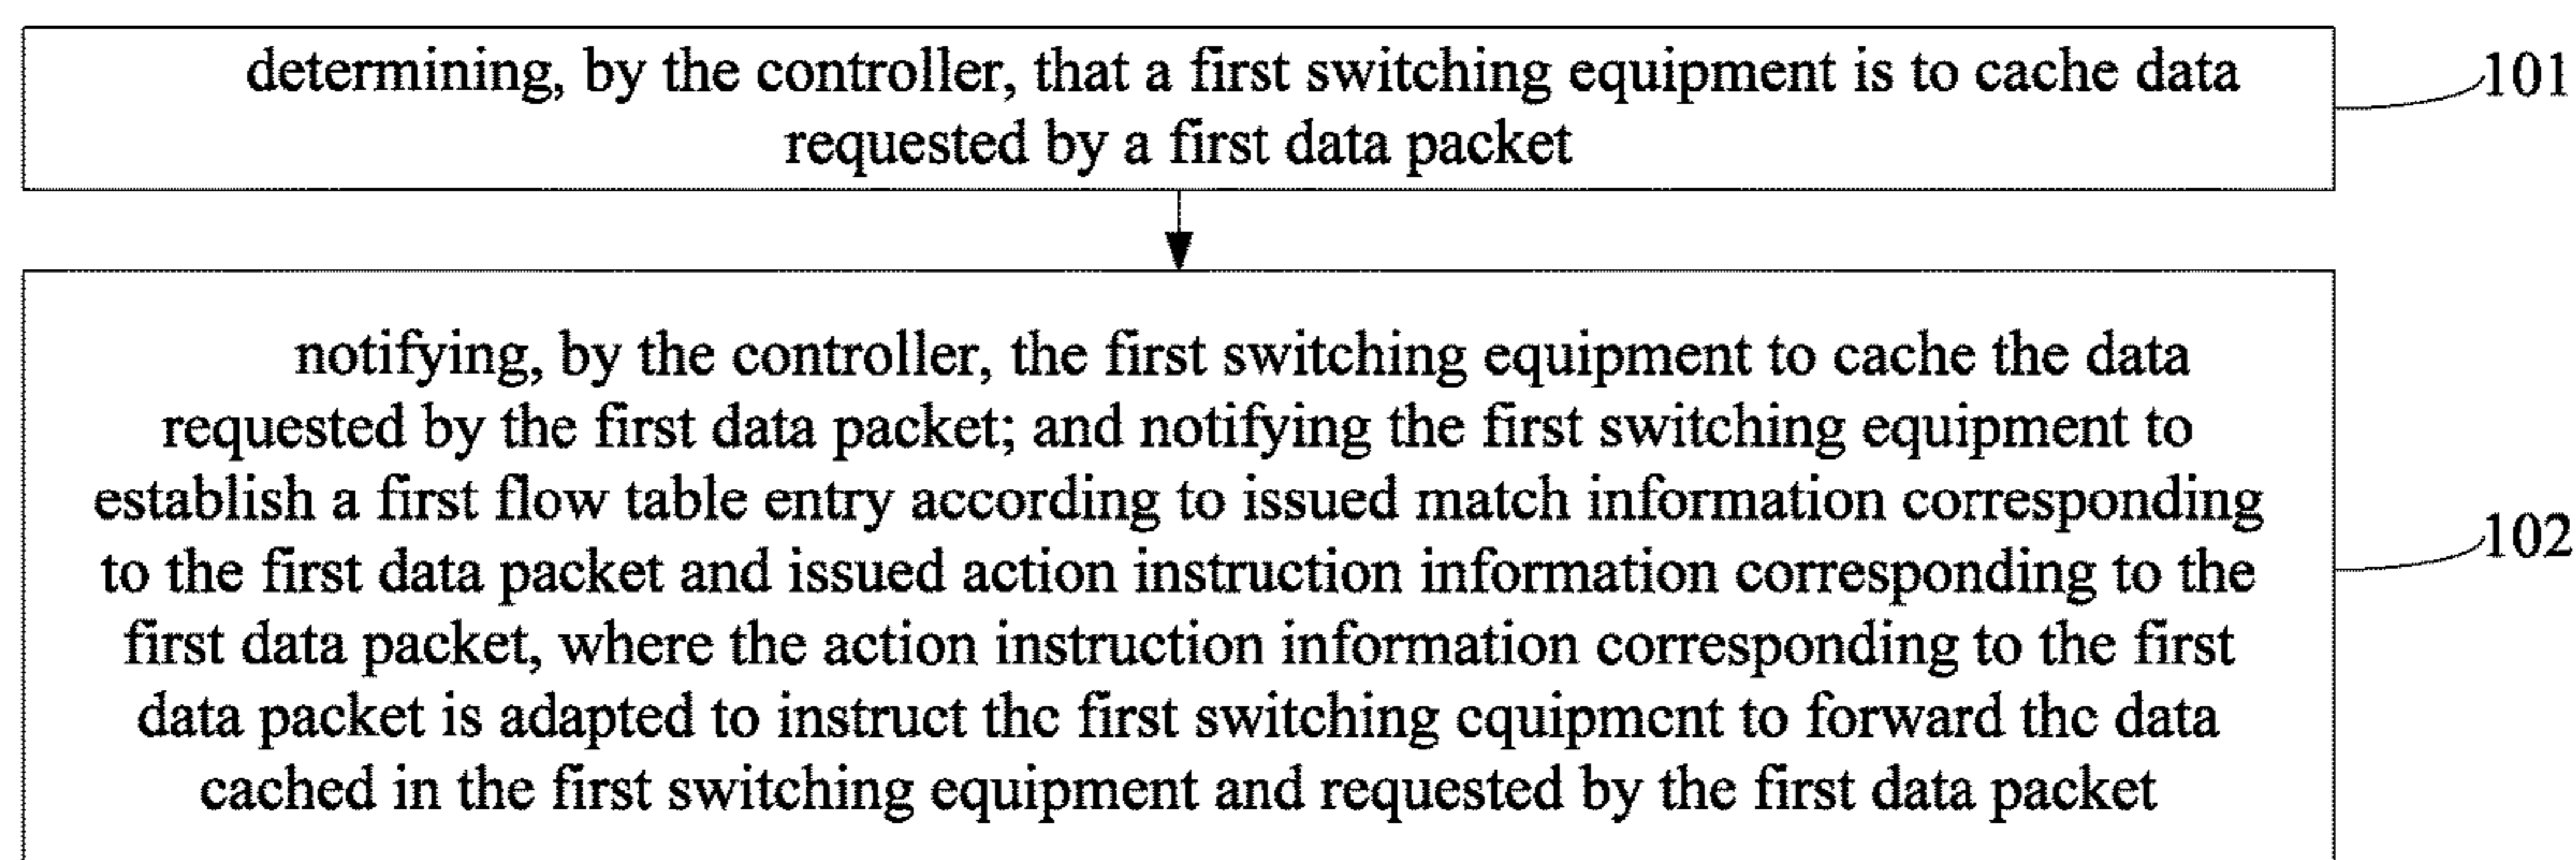 determining, by the controller, that a first switching equipment is to cache data
requested by a first data packet
101
notifying, by the controller, the first switching equipment to cache the data
requested by the first data packet; and notifying the first switching equipment to
establish a first flow table entry according to issued match information corresponding
to the first data packet and issued action instruction information corresponding to the
first data packet, where the action instruction information corresponding to the first
data packet is adapted to instruct the first switching equipment to forward the data
cached in the first switching equipment and requested by the first data packet
102